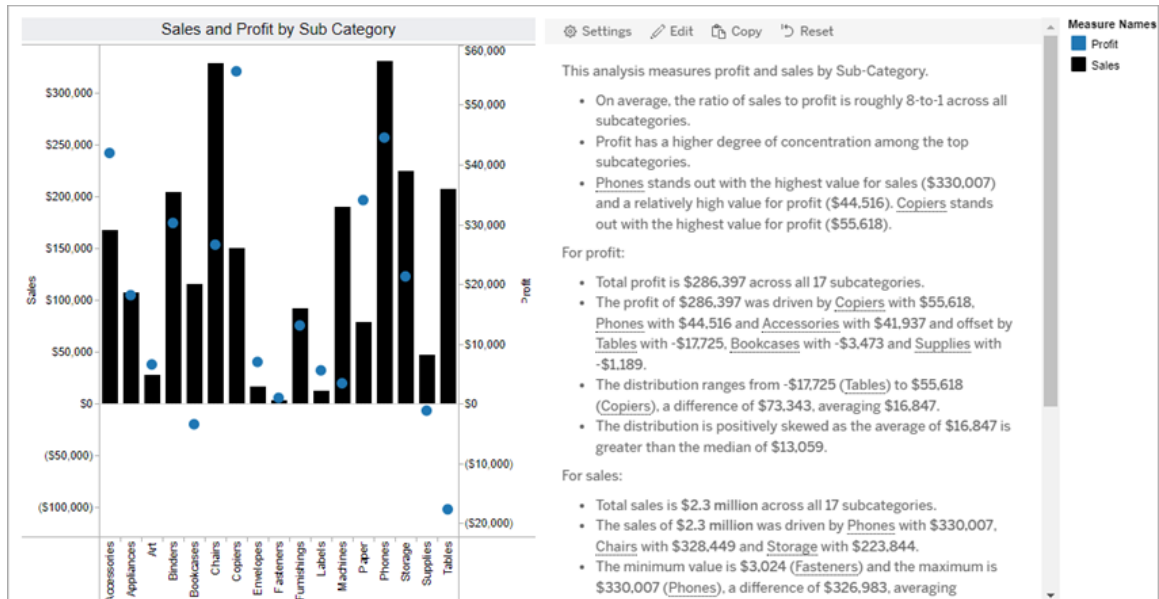 Sales and Profit by Sub Category
$300,000
$250,000
$200,000
$150,000
$100,000
$50,000
$0
($50,000)
($100,000)
Sales
$60,000
$50,000
$40,000
$30,000
$20,000
$10,000
$0
($10,000)
($20,000)
Profit
Accessories
Appliances
Art
Binders
Bookcases
Chairs
Copiers
Envelopes
Fasteners
Furnishings
Labels
Machines
Paper
Phones
Storage
Supplies
Tables
Settings Edit Copy Reset
This analysis measures profit and sales by Sub-Category.
• On average, the ratio of sales to profit is roughly 8-to-1 across all
subcategories.
• Profit has a higher degree of concentration among the top
subcategories.
• Phones stands out with the highest value for sales ($330,007)
and a relatively high value for profit ($44,516). Copiers stands
out with the highest value for profit ($55,618).
For profit:
• Total profit is $286,397 across all 17 subcategories.
• The profit of $286,397 was driven by Copiers with $55,618,
Phones with $44,516 and Accessories with $41,937 and offset by
Tables with -$17,725, Bookcases with -$3,473 and Supplies with
-$1,189.
• The distribution ranges from -$17,725 (Tables) to $55,618
(Copiers), a difference of $73,343, averaging $16,847.
• The distribution is positively skewed as the average of $16,847 is
greater than the median of $13,059.
For sales:
• Total sales is $2.3 million across all 17 subcategories.
• The sales of $2.3 million was driven by Phones with $330,007,
Chairs with $328,449 and Storage with $223,844.
• The minimum value is $3,024 (Fasteners) and the maximum is
$330,007 (Phones), a difference of $326,983, averaging
Measure Names
Profit
Sales